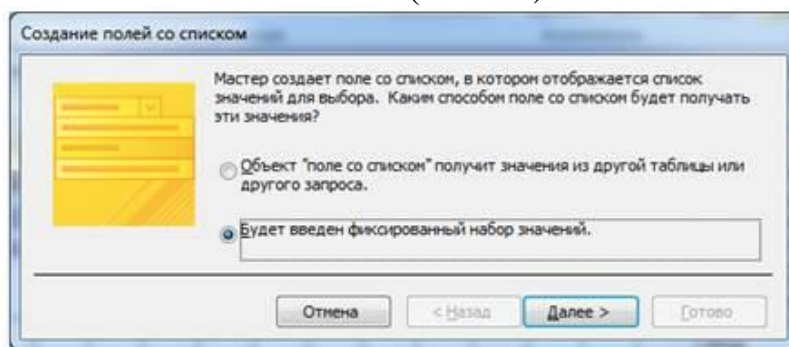 Создание полей со списком
Мастер создает поле со списком, в котором отображается список
значений для выбора. Каким способом поле со списком будет получать
эти значения?
Объект "поле со списком" получит значения из другой таблицы или
другого запроса.
Будет введен фиксированный набор значений.
Отмена
< Назад
Далее >
Готово